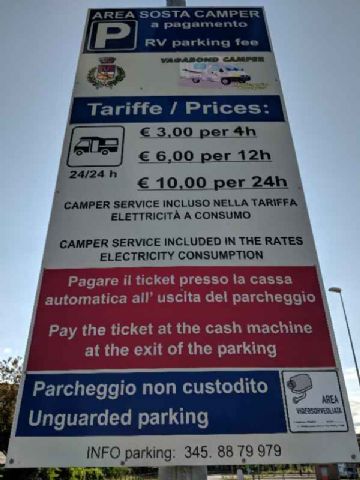 AREA SOSTA CAMPER
P
a pagamento
RV parking fee
VAGABOND CAMPER
Tariffe / Prices:
€ 3,00 per 4h
€ 6,00 per 12h
24/24 h
€ 10,00 per 24h
CAMPER SERVICE INCLUSO NELLA TARIFFA
ELETTRICITÀ A CONSUMO
CAMPER SERVICE INCLUDED IN THE RATES
ELECTRICITY CONSUMPTION
Pagare il ticket presso la cassa
automatica all' uscita del parcheggio
Pay the ticket at the cash machine
at the exit of the parking
Parcheggio non custodito
Unguarded parking
AREA
VIDEOSORVEGLIATA
INFO parking: 345. 88 79 979